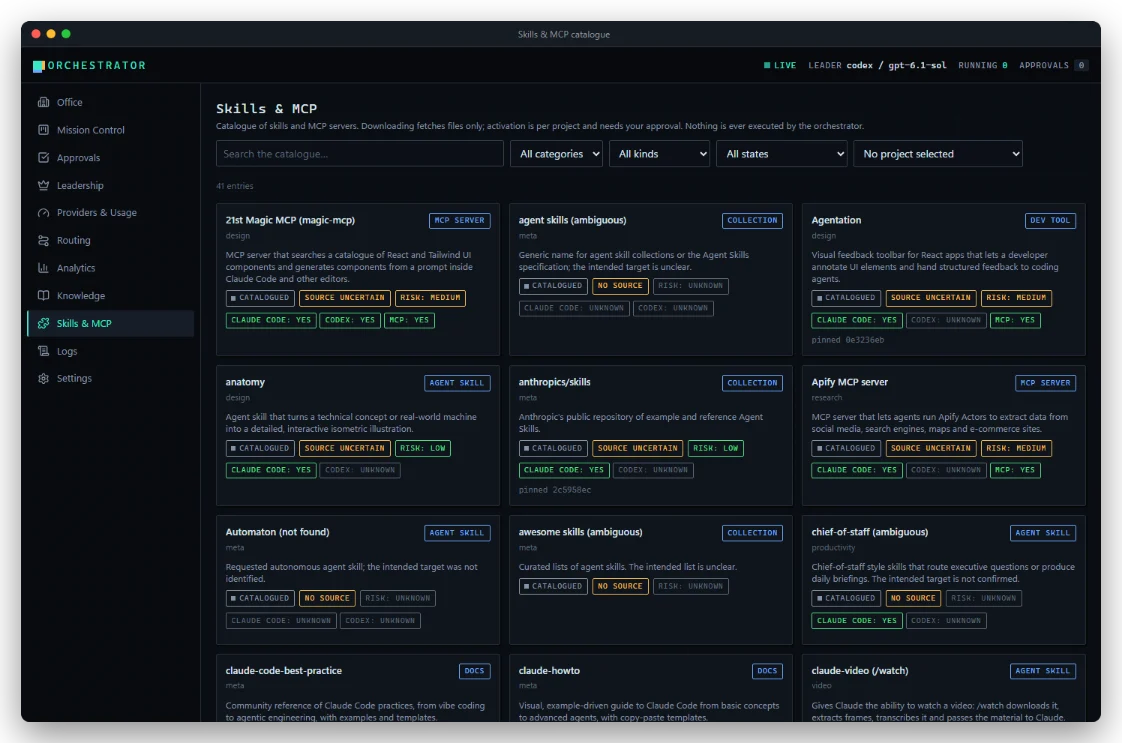 Skills & MCP catalogue
ORCHESTRATOR
LIVE LEADER codex / gpt-6.1-sol RUNNING 0 APPROVALS 0
Office
Mission Control
Approvals
Leadership
Providers & Usage
Routing
Analytics
Knowledge
Skills & MCP
Logs
Settings
Skills & MCP
Catalogue of skills and MCP servers. Downloading fetches files only; activation is per project and needs your approval. Nothing is ever executed by the orchestrator.
Search the catalogue...
All categories
All kinds
All states
No project selected
41 entries
21st Magic MCP (magic-mcp)
MCP SERVER
design
MCP server that searches a catalogue of React and Tailwind UI
components and generates components from a prompt inside
Claude Code and other editors.
CATALOGUED SOURCE UNCERTAIN RISK: MEDIUM
CLAUDE CODE: YES CODEX: YES MCP: YES
agent skills (ambiguous)
COLLECTION
meta
Generic name for agent skill collections or the Agent Skills
specification; the intended target is unclear.
CATALOGUED NO SOURCE RISK: UNKNOWN
CLAUDE CODE: UNKNOWN CODEX: UNKNOWN
Agentation
DEV TOOL
design
Visual feedback toolbar for React apps that lets a developer
annotate UI elements and hand structured feedback to coding
agents.
CATALOGUED SOURCE UNCERTAIN RISK: MEDIUM
CLAUDE CODE: YES CODEX: UNKNOWN MCP: YES
pinned 0e3236eb
anatomy
AGENT SKILL
design
Agent skill that turns a technical concept or real-world machine
into a detailed, interactive isometric illustration.
CATALOGUED SOURCE UNCERTAIN RISK: LOW
CLAUDE CODE: YES CODEX: UNKNOWN
anthropics/skills
COLLECTION
meta
Anthropic's public repository of example and reference Agent
Skills.
CATALOGUED SOURCE UNCERTAIN RISK: LOW
CLAUDE CODE: YES CODEX: UNKNOWN
pinned 2c5958ec
Apify MCP server
MCP SERVER
research
MCP server that lets agents run Apify Actors to extract data from
social media, search engines, maps and e-commerce sites.
CATALOGUED SOURCE UNCERTAIN RISK: MEDIUM
CLAUDE CODE: YES CODEX: UNKNOWN MCP: YES
Automaton (not found)
AGENT SKILL
meta
Requested autonomous agent skill; the intended target was not
identified.
CATALOGUED NO SOURCE RISK: UNKNOWN
CLAUDE CODE: UNKNOWN CODEX: UNKNOWN
awesome skills (ambiguous)
COLLECTION
meta
Curated lists of agent skills. The intended list is unclear.
CATALOGUED NO SOURCE RISK: UNKNOWN
chief-of-staff (ambiguous)
AGENT SKILL
productivity
Chief-of-staff style skills that route executive questions or produce
daily briefings. The intended target is not confirmed.
CATALOGUED NO SOURCE RISK: UNKNOWN
CLAUDE CODE: YES CODEX: UNKNOWN
claude-code-best-practice
DOCS
meta
Community reference of Claude Code practices, from vibe coding
to agentic engineering, with examples and templates.
claude-howto
DOCS
meta
Visual, example-driven guide to Claude Code from basic concepts
to advanced agents, with copy-paste templates.
claude-video (/watch)
AGENT SKILL
video
Gives Claude the ability to watch a video: /watch downloads it,
extracts frames, transcribes it and passes the material to Claude.